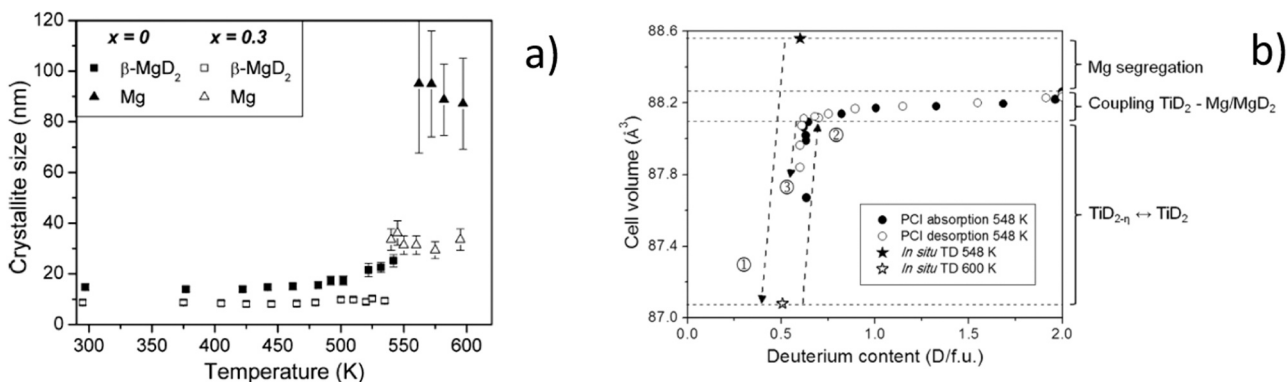 a)
x = 0 x = 0.3
β-MgD2 β-MgD2
Mg Mg
Crystallite size (nm)
120
100
80
60
40
20
0
300 350 400 450 500 550 600
Temperature (K)
b)
Cell volume (Å3)
88.6
88.2
87.8
87.4
87.0
0.0 0.5 1.0 1.5 2.0
Deuterium content (D/f.u.)
①
②
③
PCI absorption 548 K
PCI desorption 548 K
In situ TD 548 K
In situ TD 600 K
Mg segregation
Coupling TiD2 - Mg/MgD2
TiD2-η ↔ TiD2